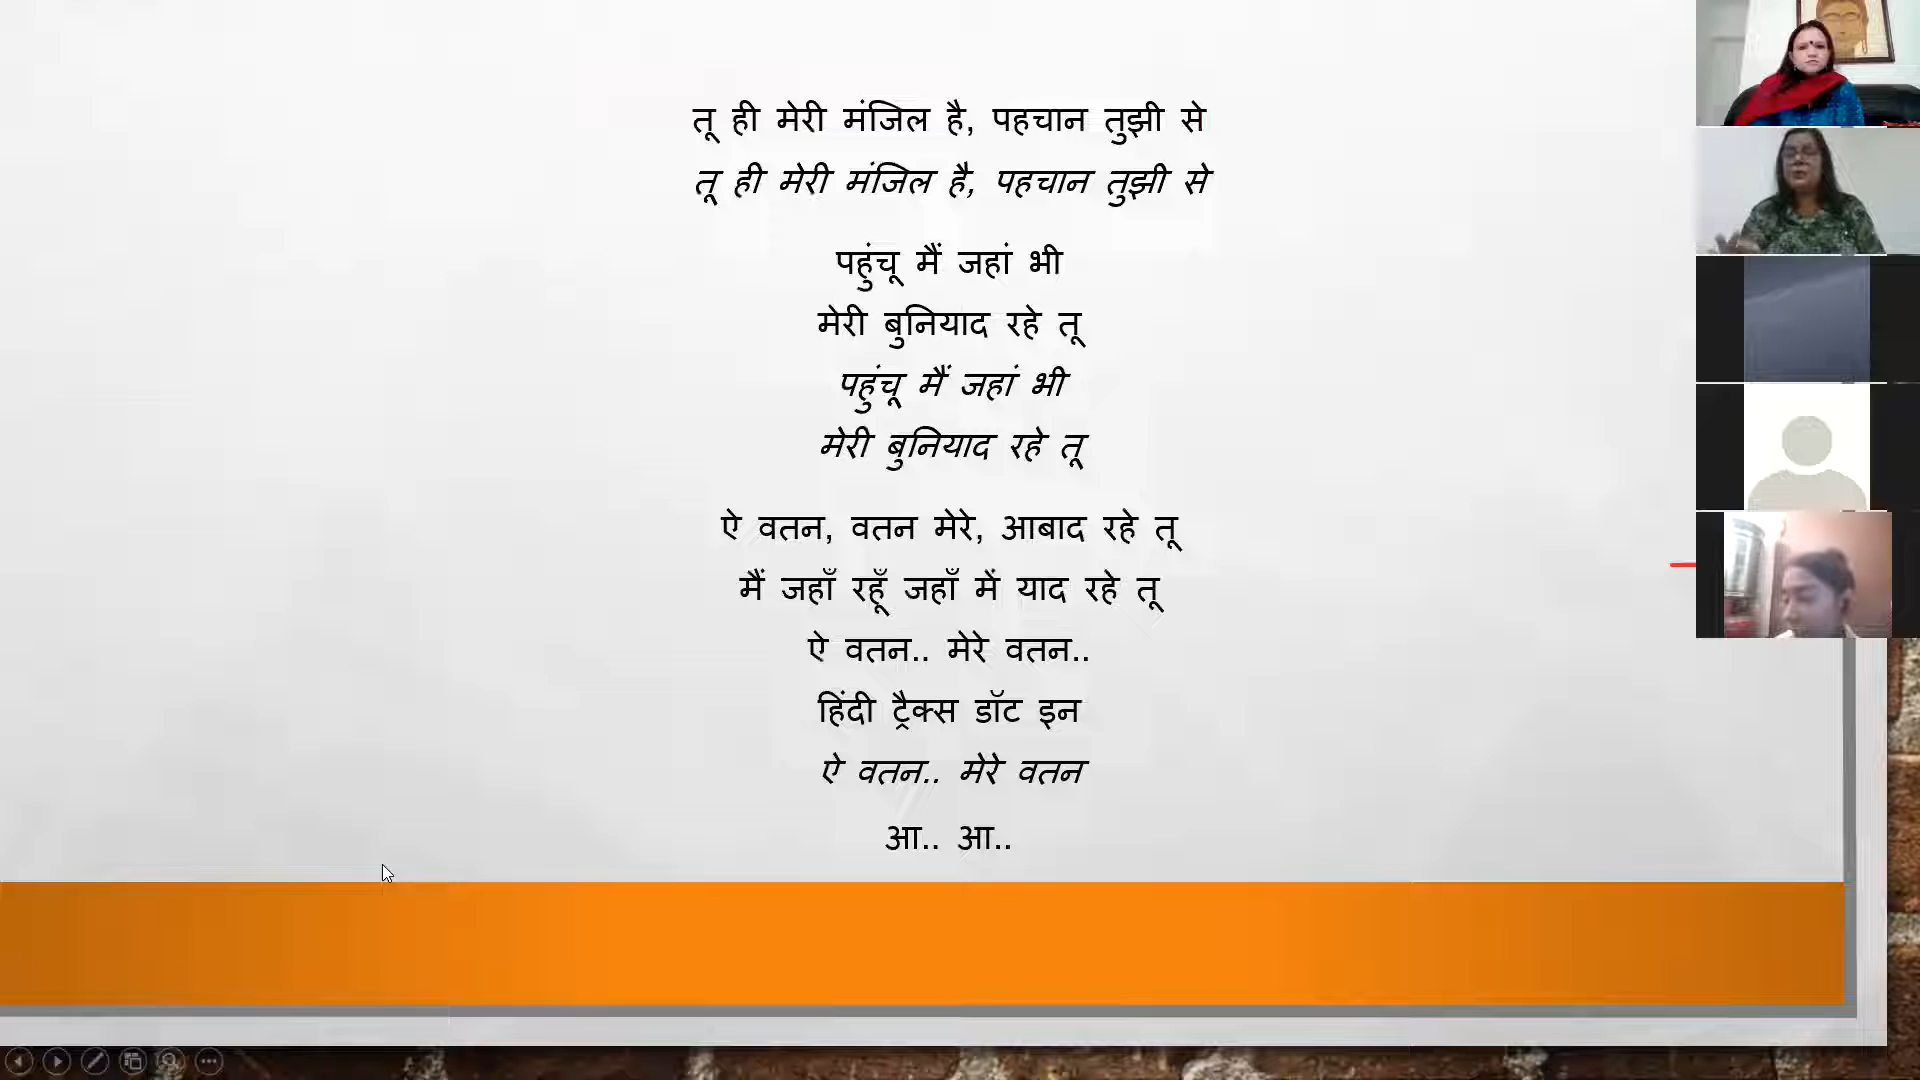 तू ही मेरी मंजिल है, पहचान तुझी से
तू ही मेरी मंजिल है, पहचान तुझी से
पहुंचू मैं जहां भी
मेरी बुनियाद रहे तू
पहुंचू मैं जहां भी
मेरी बुनियाद रहे तू
ऐ वतन, वतन मेरे, आबाद रहे तू
मैं जहाँ रहूँ जहाँ में याद रहे तू
ऐ वतन.. मेरे वतन..
हिंदी ट्रैक्स डॉट इन
ऐ वतन.. मेरे वतन
आ.. आ..